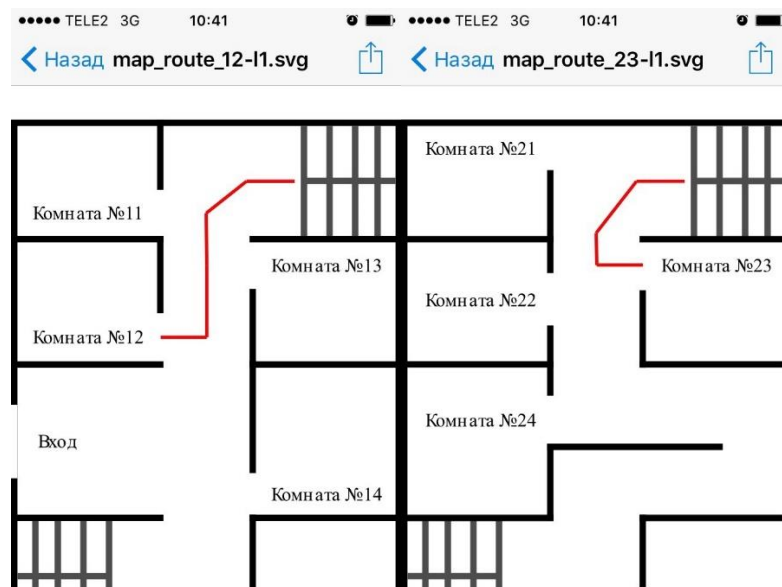 TELE2 3G 10:41
Назад map_route_12-l1.svg
Комната №11
Комната №13
Комната №12
Вход
Комната №14
TELE2 3G 10:41
Назад map_route_23-l1.svg
Комната №21
Комната №23
Комната №22
Комната №24